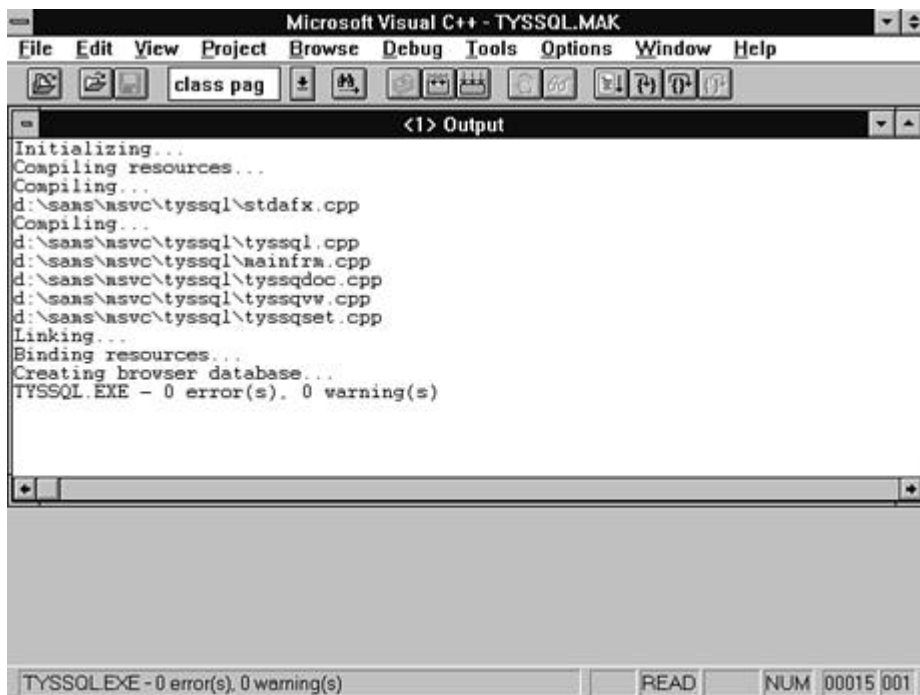 Microsoft Visual C++ - TYSSQL.MAK
File Edit View Project Browse Debug Tools Options Window Help
class pag
<1> Output
Initializing...
Compiling resources...
Compiling...
d:\sams\msvc\tyssql\stdafx.cpp
Compiling...
d:\sams\msvc\tyssql\tyssql.cpp
d:\sams\msvc\tyssql\mainfrm.cpp
d:\sams\msvc\tyssql\tyssqdoc.cpp
d:\sams\msvc\tyssql\tyssqvw.cpp
d:\sams\msvc\tyssql\tyssqset.cpp
Linking...
Binding resources...
Creating browser database...
TYSSQL.EXE - 0 error(s), 0 warning(s)
TYSSQL.EXE - 0 error(s), 0 warning(s) READ NUM 00015 001